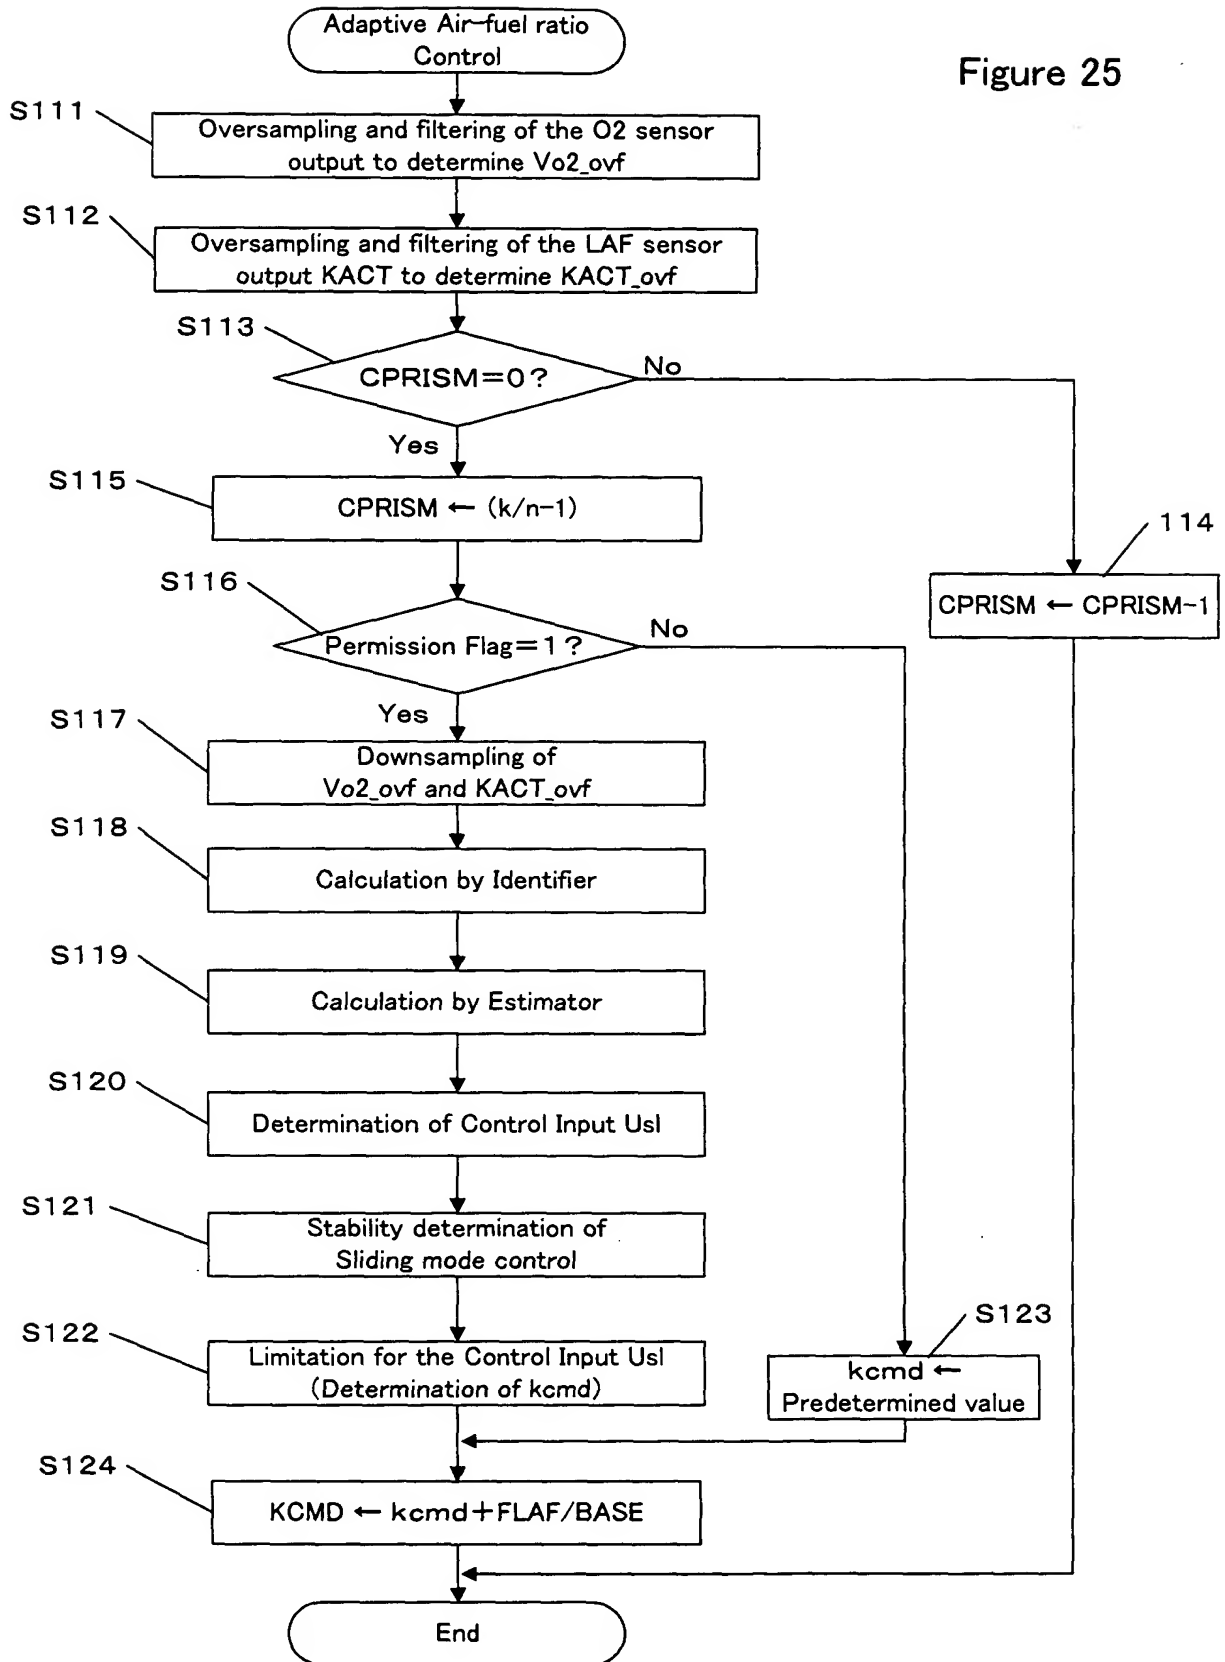 Adaptive Air-fuel ratio
Control
Figure 25
S111
Oversampling and filtering of the O2 sensor
output to determine Vo2_ovf
S112
Oversampling and filtering of the LAF sensor
output KACT to determine KACT_ovf
S113
CPRISM=0?
No
Yes
S115
CPRISM ← (k/n-1)
114
CPRISM ← CPRISM-1
S116
Permission Flag=1?
No
Yes
S117
Downsampling of
Vo2_ovf and KACT_ovf
S118
Calculation by Identifier
S119
Calculation by Estimator
S120
Determination of Control Input Usl
S121
Stability determination of
Sliding mode control
S122
Limitation for the Control Input Usl
(Determination of kcmd)
S123
kcmd ←
Predetermined value
S124
KCMD ← kcmd+FLAF/BASE
End